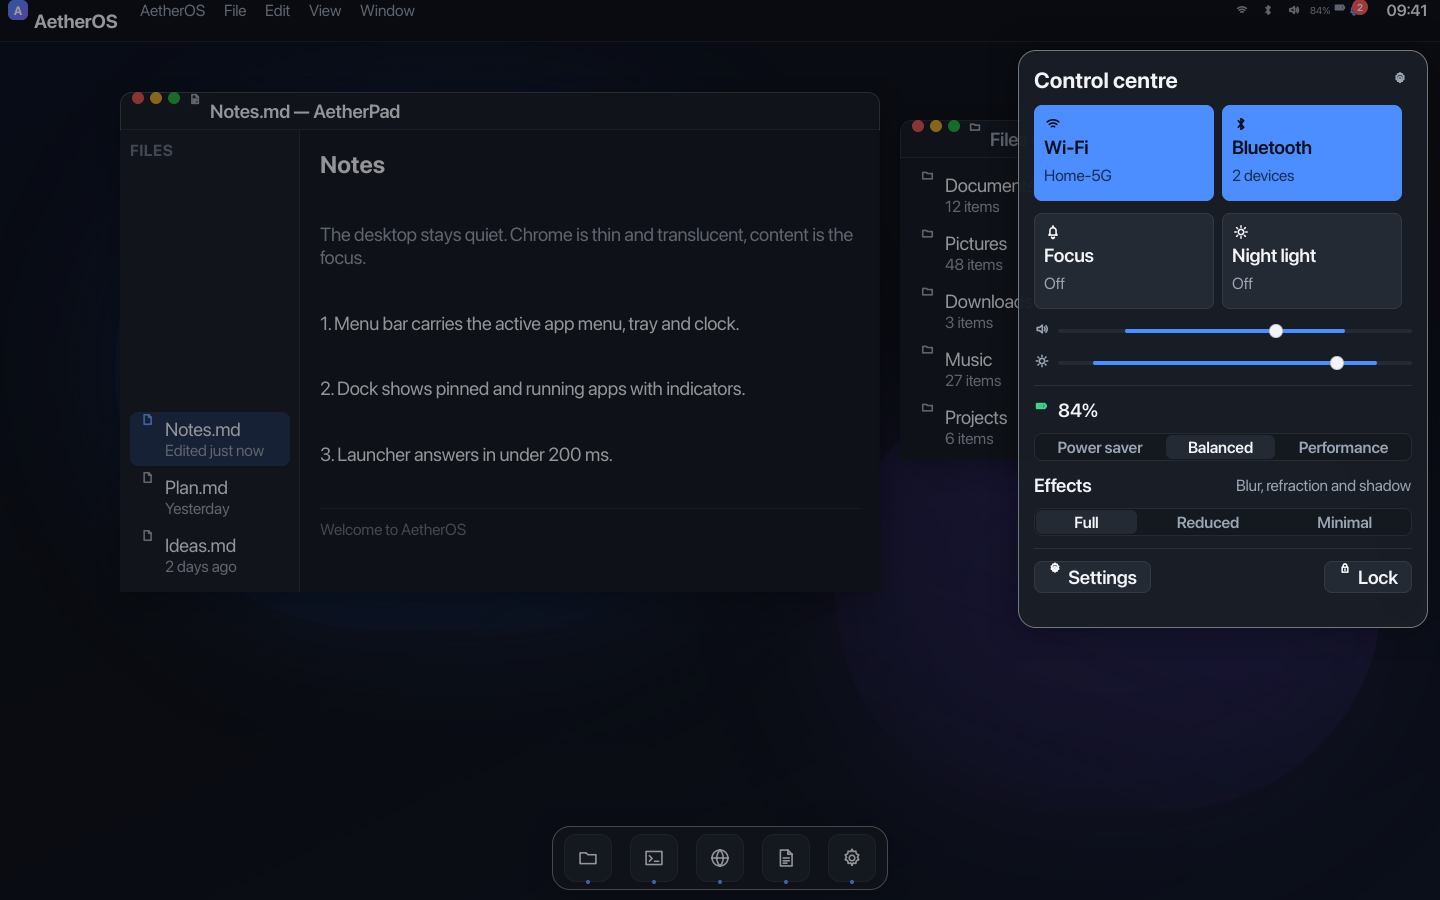 A AetherOS AetherOS File Edit View Window 84% 2 09:41
Notes.md — AetherPad
FILES
Notes.md
Edited just now
Plan.md
Yesterday
Ideas.md
2 days ago
Notes
The desktop stays quiet. Chrome is thin and translucent, content is the
focus.
1. Menu bar carries the active app menu, tray and clock.
2. Dock shows pinned and running apps with indicators.
3. Launcher answers in under 200 ms.
Welcome to AetherOS
Files
12 items
Pictures
48 items
3 items
Music
27 items
Projects
6 items
Control centre
Wi-Fi
Home-5G
Bluetooth
2 devices
Focus
Off
Night light
Off
84%
Power saver Balanced Performance
Effects Blur, refraction and shadow
Full Reduced Minimal
Settings Lock